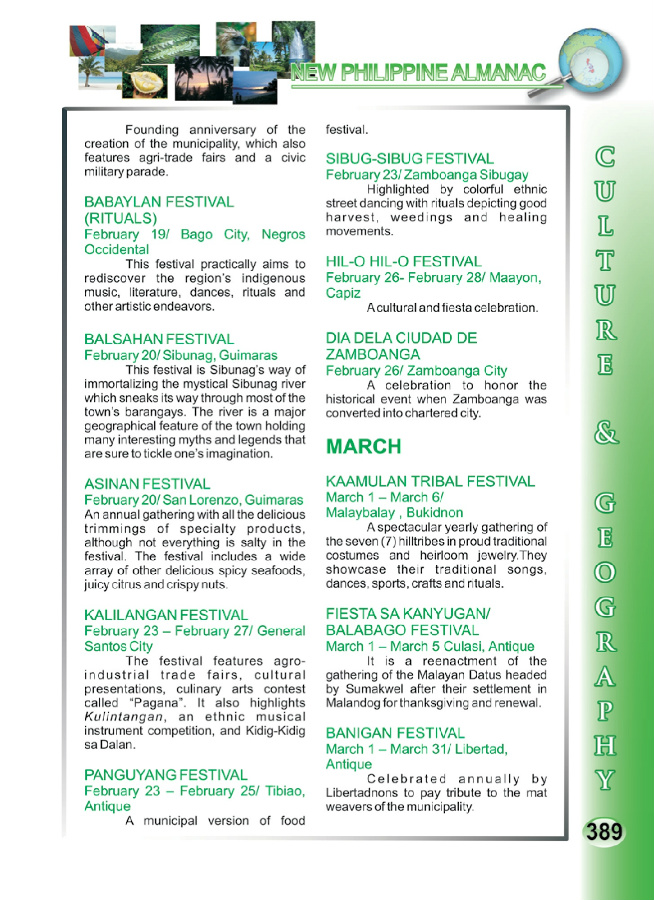 NEW PHILIPPINE ALMANAC
Founding anniversary of the
creation of the municipality, which also
features agri-trade fairs and a civic
military parade.
BABAYLAN FESTIVAL
(RITUALS)
February 19/ Bago City, Negros
Occidental
This festival practically aims to
rediscover the region's indigenous
music, literature, dances, rituals and
other artistic endeavors.
BALSAHAN FESTIVAL
February 20/ Sibunag, Guimaras
This festival is Sibunag's way of
immortalizing the mystical Sibunag river
which sneaks its way through most of the
town's barangays. The river is a major
geographical feature of the town holding
many interesting myths and legends that
are sure to tickle one's imagination.
ASINAN FESTIVAL
February 20/ San Lorenzo, Guimaras
An annual gathering with all the delicious
trimmings of specialty products,
although not everything is salty in the
festival. The festival includes a wide
array of other delicious spicy seafoods,
juicy citrus and crispy nuts.
KALILANGAN FESTIVAL
February 23 – February 27/ General
Santos City
The festival features agro-
industrial trade fairs, cultural
presentations, culinary arts contest
called “Pagana”. It also highlights
Kulintangan, an ethnic musical
instrument competition, and Kidig-Kidig
sa Dalan.
PANGUYANG FESTIVAL
February 23 – February 25/ Tibiao,
Antique
A municipal version of food
festival.
SIBUG-SIBUG FESTIVAL
February 23/ Zamboanga Sibugay
Highlighted by colorful ethnic
street dancing with rituals depicting good
harvest, weedings and healing
movements.
HIL-O HIL-O FESTIVAL
February 26- February 28/ Maayon,
Capiz
A cultural and fiesta celebration.
DIA DELA CIUDAD DE
ZAMBOANGA
February 26/ Zamboanga City
A celebration to honor the
historical event when Zamboanga was
converted into chartered city.
MARCH
KAAMULAN TRIBAL FESTIVAL
March 1 – March 6/
Malaybalay , Bukidnon
A spectacular yearly gathering of
the seven (7) hilltribes in proud traditional
costumes and heirloom jewelry.They
showcase their traditional songs,
dances, sports, crafts and rituals.
FIESTA SA KANYUGAN/
BALABAGO FESTIVAL
March 1 – March 5 Culasi, Antique
It is a reenactment of the
gathering of the Malayan Datus headed
by Sumakwel after their settlement in
Malandog for thanksgiving and renewal.
BANIGAN FESTIVAL
March 1 – March 31/ Libertad,
Antique
Celebrated annually by
Libertadnons to pay tribute to the mat
weavers of the municipality.
CULTURE & GEOGRAPHY
389